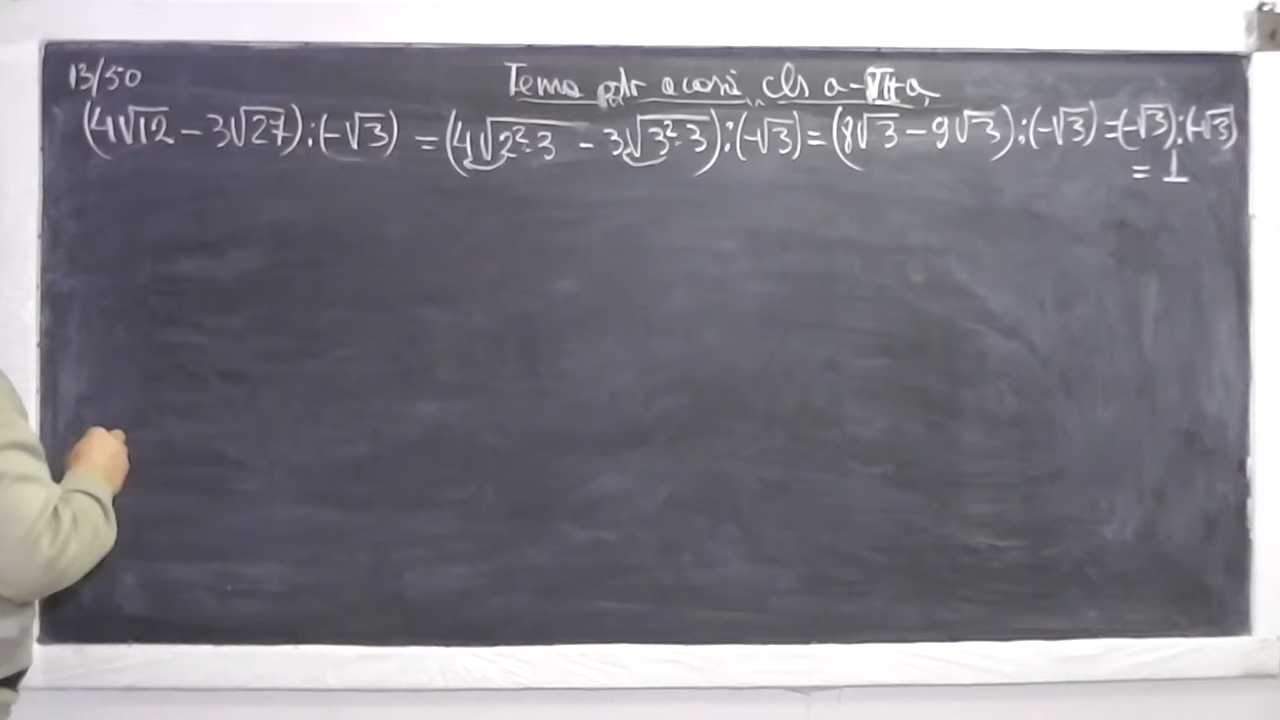 13/50
Tema ptr acasă, cls a-VII-a
(4√12 - 3√27):(-√3) = (4√2²·3 - 3√3²·3):(-√3) = (8√3 - 9√3):(-√3) = (-√3):(-√3)
= 1